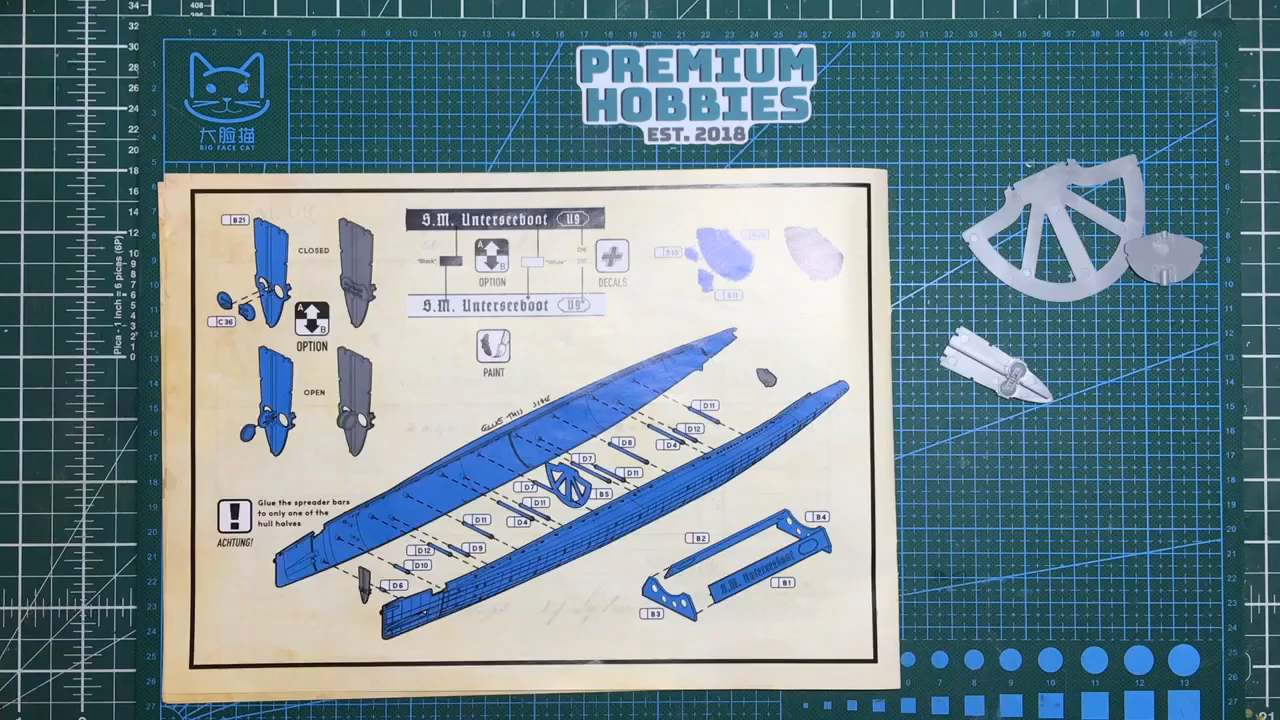 PREMIUM
HOBBIES
EST. 2018
大脸猫
BIG FACE CAT
Pica - 1 Inch = 6 picas (6P)
B21
CLOSED
C36
A
B
OPTION
OPEN
S.M. Unterseeboot U9
"Black"
A
B
OPTION
"White"
DECALS
S.M. Unterseeboot U9
PAINT
B11
GLUE THIS SIDE
D11
D12
D4
D8
D7
D11
D7
B5
D11
D4
D11
D12
D9
D10
D6
Glue the spreader bars
to only one of the
hull halves
ACHTUNG!
B4
B2
S.M. Unterseeboot
B1
B3